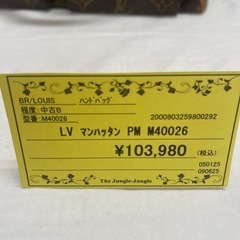 BR/LOUIS ﾊﾝﾄﾞﾊﾞｯｸﾞ
程度:中古B
型番:M40026 2000803259800292
LV マンハッタン PM M40026
¥103,980 (税込)
050125
The Jungle-Jungle 090625